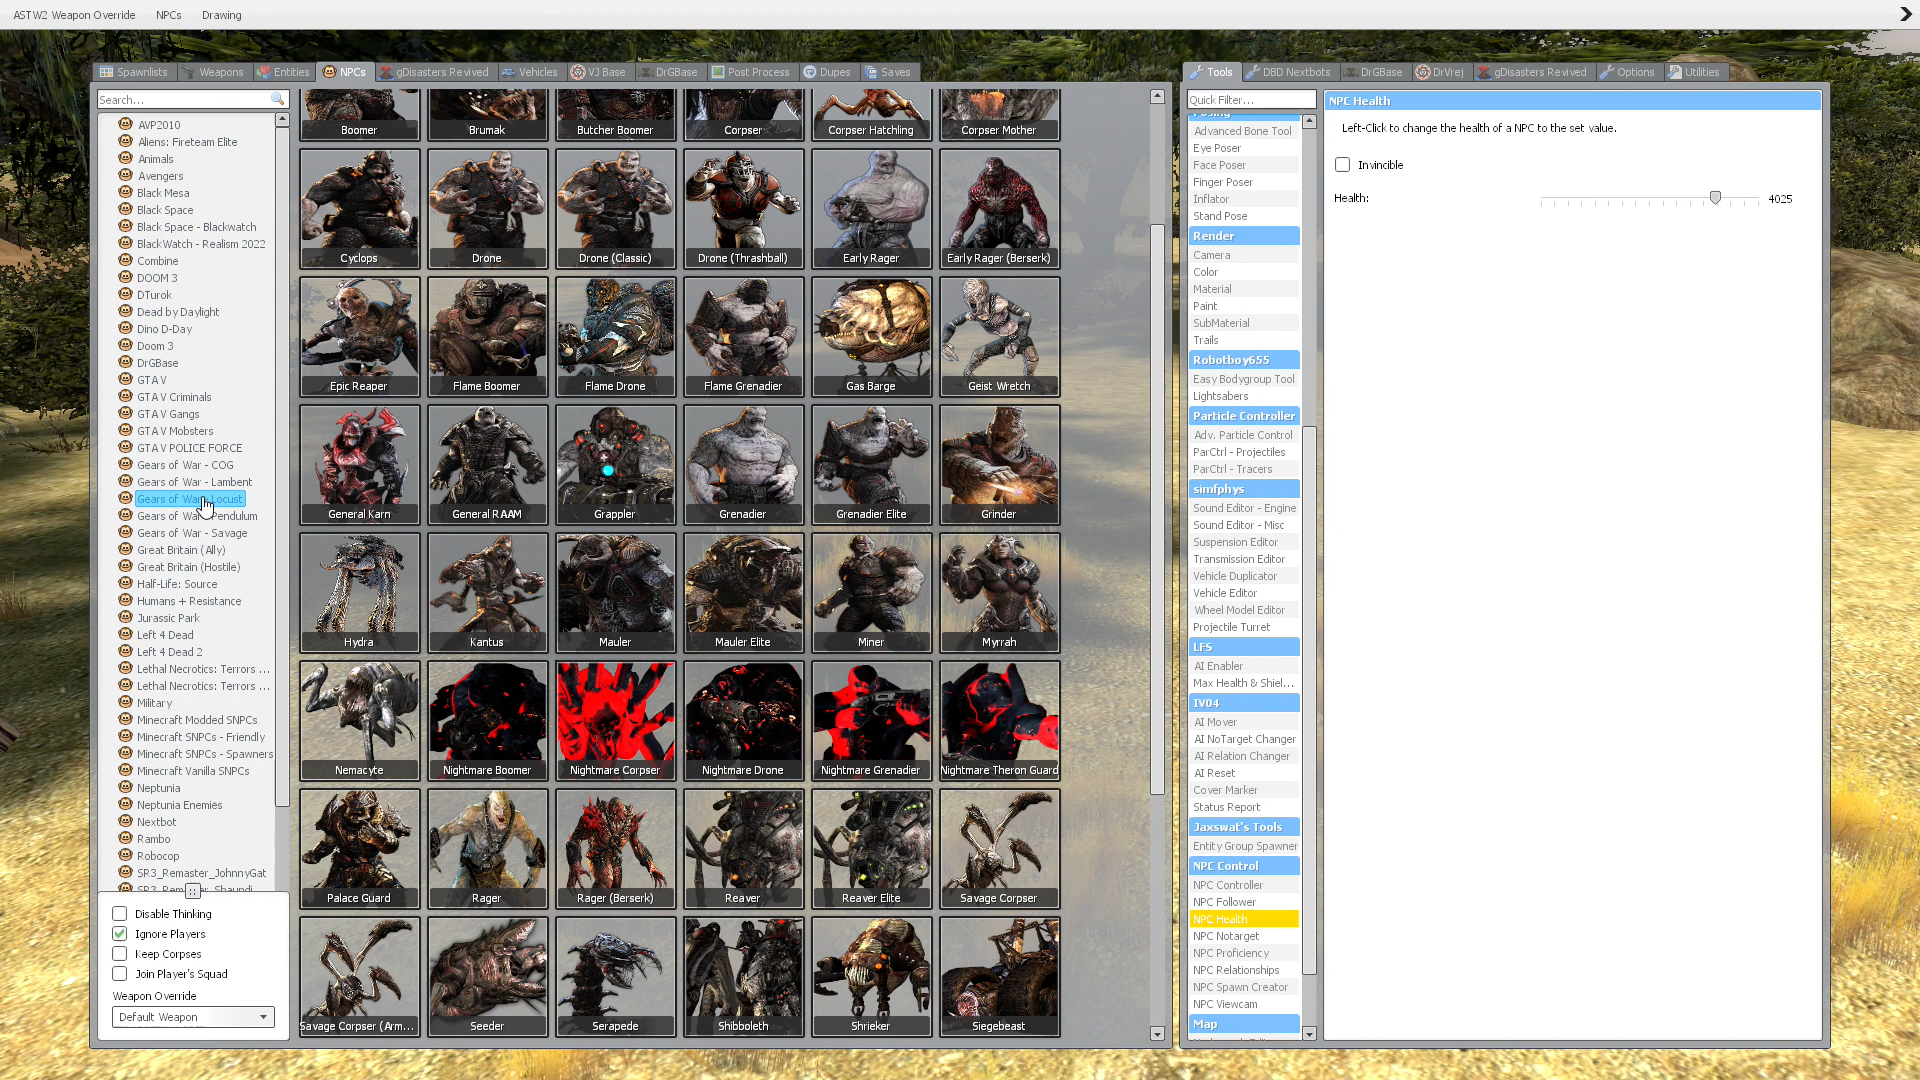 ASTW2 Weapon Override NPCs Drawing
Spawnlists Weapons Entities NPCs gDisasters Revived Vehicles VJ Base DrGBase Post Process Dupes Saves
Search...
AVP2010
Aliens: Fireteam Elite
Animals
Avengers
Black Mesa
Black Space
Black Space - Blackwatch
BlackWatch - Realism 2022
Combine
DOOM 3
DTurok
Dead by Daylight
Dino D-Day
Doom 3
DrGBase
GTA V
GTA V Criminals
GTA V Gangs
GTA V Mobsters
GTA V POLICE FORCE
Gears of War - COG
Gears of War - Lambent
Gears of War - Locust
Gears of War - Pendulum
Gears of War - Savage
Great Britain (Ally)
Great Britain (Hostile)
Half-Life: Source
Humans + Resistance
Jurassic Park
Left 4 Dead
Left 4 Dead 2
Lethal Necrotics: Terrors ...
Lethal Necrotics: Terrors ...
Military
Minecraft Modded SNPCs
Minecraft SNPCs - Friendly
Minecraft SNPCs - Spawners
Minecraft Vanilla SNPCs
Neptunia
Neptunia Enemies
Nextbot
Rambo
Robocop
SR3_Remaster_JohnnyGat
Disable Thinking
Ignore Players
Keep Corpses
Join Player's Squad
Weapon Override
Default Weapon
Boomer Brumak Butcher Boomer Corpser Corpser Hatchling Corpser Mother
Cyclops Drone Drone (Classic) Drone (Thrashball) Early Rager Early Rager (Berserk)
Epic Reaper Flame Boomer Flame Drone Flame Grenadier Gas Barge Geist Wretch
General Karn General RAAM Grappler Grenadier Grenadier Elite Grinder
Hydra Kantus Mauler Mauler Elite Miner Myrrah
Nemacyte Nightmare Boomer Nightmare Corpser Nightmare Drone Nightmare Grenadier Nightmare Theron Guard
Palace Guard Rager Rager (Berserk) Reaver Reaver Elite Savage Corpser
Savage Corpser (Arm... Seeder Serapede Shibboleth Shrieker Siegebeast
Tools DBD Nextbots DrGBase DrVrej gDisasters Revived Options Utilities
Quick Filter...
Posing
Advanced Bone Tool
Eye Poser
Face Poser
Finger Poser
Inflator
Stand Pose
Render
Camera
Color
Material
Paint
SubMaterial
Trails
Robotboy655
Easy Bodygroup Tool
Lightsabers
Particle Controller
Adv. Particle Control
ParCtrl - Projectiles
ParCtrl - Tracers
simfphys
Sound Editor - Engine
Sound Editor - Misc
Suspension Editor
Transmission Editor
Vehicle Duplicator
Vehicle Editor
Wheel Model Editor
Projectile Turret
LFS
AI Enabler
Max Health & Shiel...
IV04
AI Mover
AI NoTarget Changer
AI Relation Changer
AI Reset
Cover Marker
Status Report
Jaxswat's Tools
Entity Group Spawner
NPC Control
NPC Controller
NPC Follower
NPC Health
NPC Notarget
NPC Proficiency
NPC Relationships
NPC Spawn Creator
NPC Viewcam
Map
NPC Health
Left-Click to change the health of a NPC to the set value.
Invincible
Health: 4025